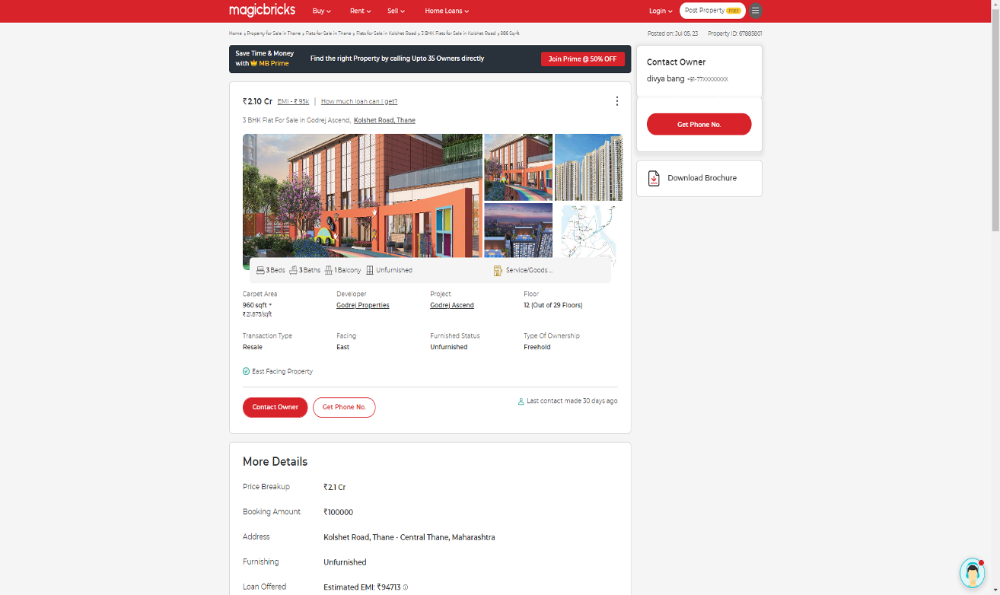 magicbricks
Buy
Rent
Sell
Home Loans
Login
Post Property FREE
Home Property for Sale in Thane Flats for Sale in Thane Flats for Sale in Kolshet Road 3 BHK Flats for Sale in Kolshet Road 986 Sq-ft
Posted on: Jul 05, 23 Property ID: 67885801
Save Time & Money
with MB Prime
Find the right Property by calling Upto 35 Owners directly
Join Prime @ 50% OFF
Contact Owner
divya bang +91-77XXXXXXXX
Get Phone No.
Download Brochure
₹2.10 Cr EMI - ₹ 95k How much loan can I get?
3 BHK Flat For Sale in Godrej Ascend, Kolshet Road, Thane
3 Beds 3 Baths 1 Balcony Unfurnished Service/Goods ...
Carpet Area Developer Project Floor
960 sqft Godrej Properties Godrej Ascend 12 (Out of 29 Floors)
₹21,875/sqft
Transaction Type Facing Furnished Status Type Of Ownership
Resale East Unfurnished Freehold
East Facing Property
Contact Owner Get Phone No. Last contact made 30 days ago
More Details
Price Breakup ₹2.1 Cr
Booking Amount ₹100000
Address Kolshet Road, Thane - Central Thane, Maharashtra
Furnishing Unfurnished
Loan Offered Estimated EMI: ₹94713